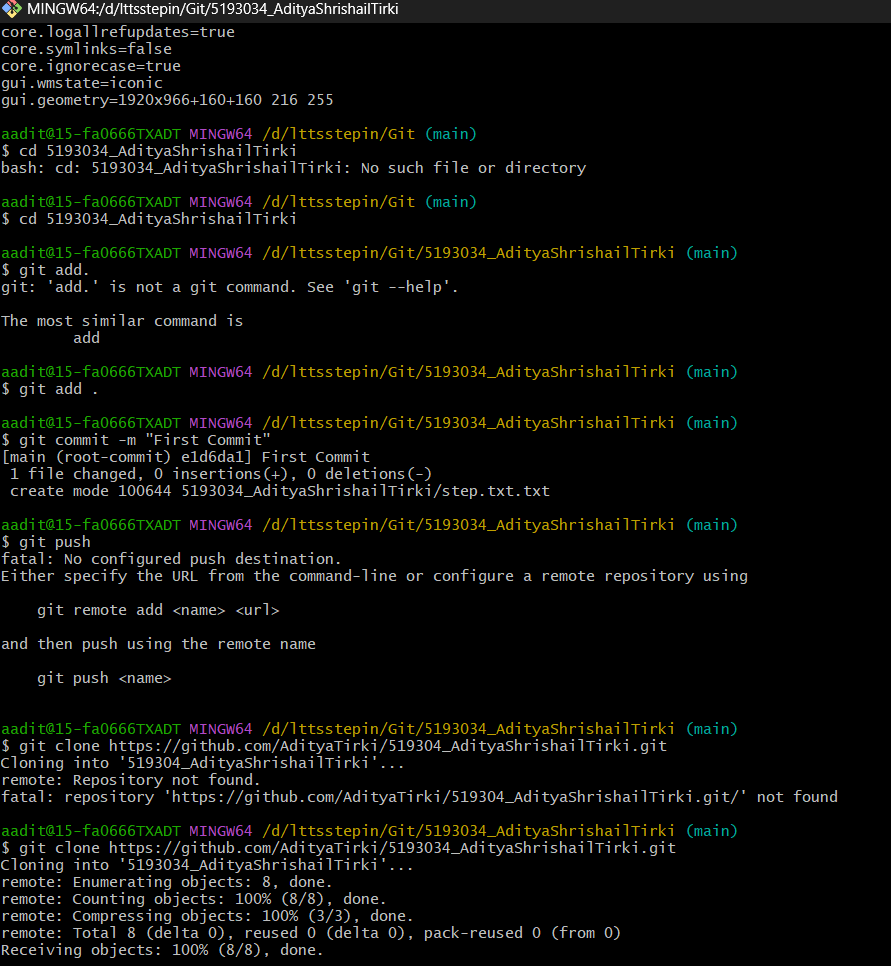 MINGW64:/d/lttsstepin/Git/5193034_AdityaShrishailTirki
core.logallrefupdates=true
core.symlinks=false
core.ignorecase=true
gui.wmstate=iconic
gui.geometry=1920x966+160+160 216 255
aadit@15-fa0666TXADT MINGW64 /d/lttsstepin/Git (main)
$ cd 5193034_AdityaShrishailTirki
bash: cd: 5193034_AdityaShrishailTirki: No such file or directory
aadit@15-fa0666TXADT MINGW64 /d/lttsstepin/Git (main)
$ cd 5193034_AdityaShrishailTirki
aadit@15-fa0666TXADT MINGW64 /d/lttsstepin/Git/5193034_AdityaShrishailTirki (main)
$ git add.
git: 'add.' is not a git command. See 'git --help'.
The most similar command is
        add
aadit@15-fa0666TXADT MINGW64 /d/lttsstepin/Git/5193034_AdityaShrishailTirki (main)
$ git add .
aadit@15-fa0666TXADT MINGW64 /d/lttsstepin/Git/5193034_AdityaShrishailTirki (main)
$ git commit -m "First Commit"
[main (root-commit) e1d6da1] First Commit
 1 file changed, 0 insertions(+), 0 deletions(-)
 create mode 100644 5193034_AdityaShrishailTirki/step.txt.txt
aadit@15-fa0666TXADT MINGW64 /d/lttsstepin/Git/5193034_AdityaShrishailTirki (main)
$ git push
fatal: No configured push destination.
Either specify the URL from the command-line or configure a remote repository using
    git remote add <name> <url>
and then push using the remote name
    git push <name>
aadit@15-fa0666TXADT MINGW64 /d/lttsstepin/Git/5193034_AdityaShrishailTirki (main)
$ git clone https://github.com/AdityaTirki/519304_AdityaShrishailTirki.git
Cloning into '519304_AdityaShrishailTirki'...
remote: Repository not found.
fatal: repository 'https://github.com/AdityaTirki/519304_AdityaShrishailTirki.git/' not found
aadit@15-fa0666TXADT MINGW64 /d/lttsstepin/Git/5193034_AdityaShrishailTirki (main)
$ git clone https://github.com/AdityaTirki/5193034_AdityaShrishailTirki.git
Cloning into '5193034_AdityaShrishailTirki'...
remote: Enumerating objects: 8, done.
remote: Counting objects: 100% (8/8), done.
remote: Compressing objects: 100% (3/3), done.
remote: Total 8 (delta 0), reused 0 (delta 0), pack-reused 0 (from 0)
Receiving objects: 100% (8/8), done.